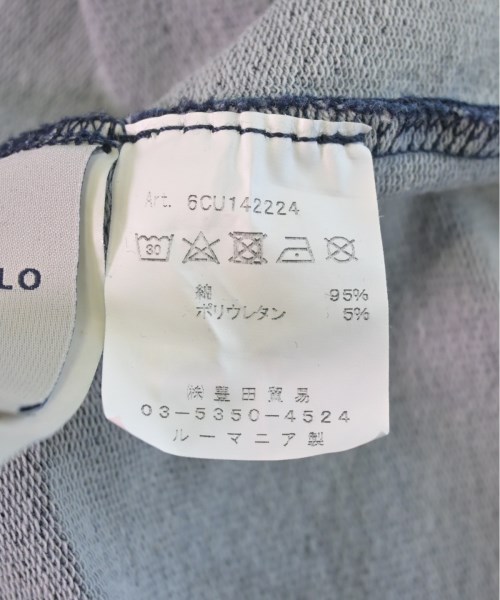 Art. 6CU142224
30
綿 95%
ポリウレタン 5%
㈱豊田貿易
03-5350-4524
ルーマニア製
LO